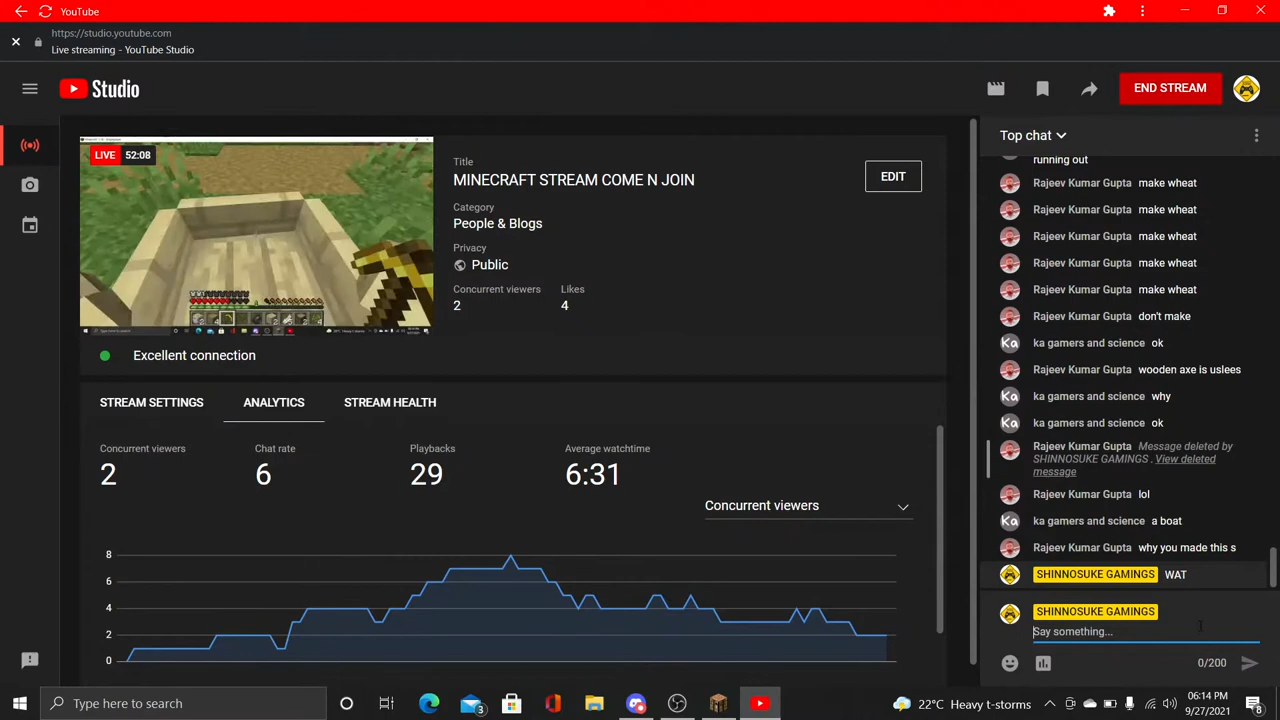 YouTube
https://studio.youtube.com
Live streaming - YouTube Studio
Studio
END STREAM
LIVE 52:08
Title
MINECRAFT STREAM COME N JOIN
EDIT
Category
People & Blogs
Privacy
Public
Concurrent viewers Likes
2 4
Excellent connection
STREAM SETTINGS ANALYTICS STREAM HEALTH
Concurrent viewers Chat rate Playbacks Average watchtime
2 6 29 6:31
Concurrent viewers
8
6
4
2
0
Top chat
running out
Rajeev Kumar Gupta make wheat
Rajeev Kumar Gupta make wheat
Rajeev Kumar Gupta make wheat
Rajeev Kumar Gupta make wheat
Rajeev Kumar Gupta make wheat
Rajeev Kumar Gupta don't make
Ka ka gamers and science ok
Rajeev Kumar Gupta wooden axe is uslees
Ka ka gamers and science why
Ka ka gamers and science ok
Rajeev Kumar Gupta Message deleted by
SHINNOSUKE GAMINGS . View deleted
message
Rajeev Kumar Gupta lol
Ka ka gamers and science a boat
Rajeev Kumar Gupta why you made this s
SHINNOSUKE GAMINGS WAT
SHINNOSUKE GAMINGS
Say something...
0/200
Type here to search
3
22°C Heavy t-storms
06:14 PM
9/27/2021
8